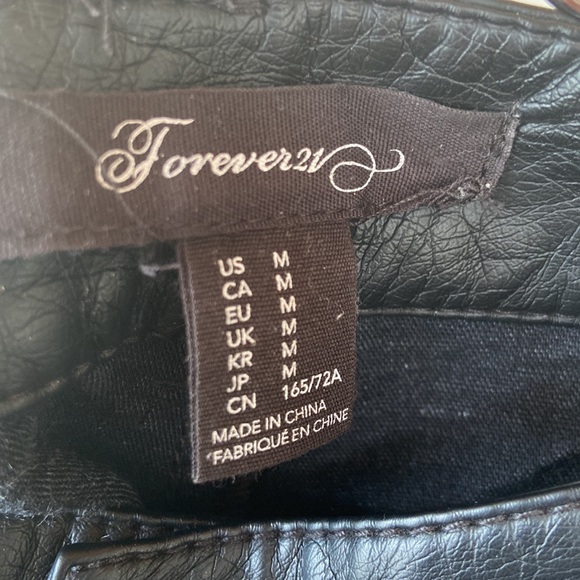 Forever21
US M
CA M
EU M
UK M
KR M
JP M
CN 165/72A
MADE IN CHINA
FABRIQUÉ EN CHINE